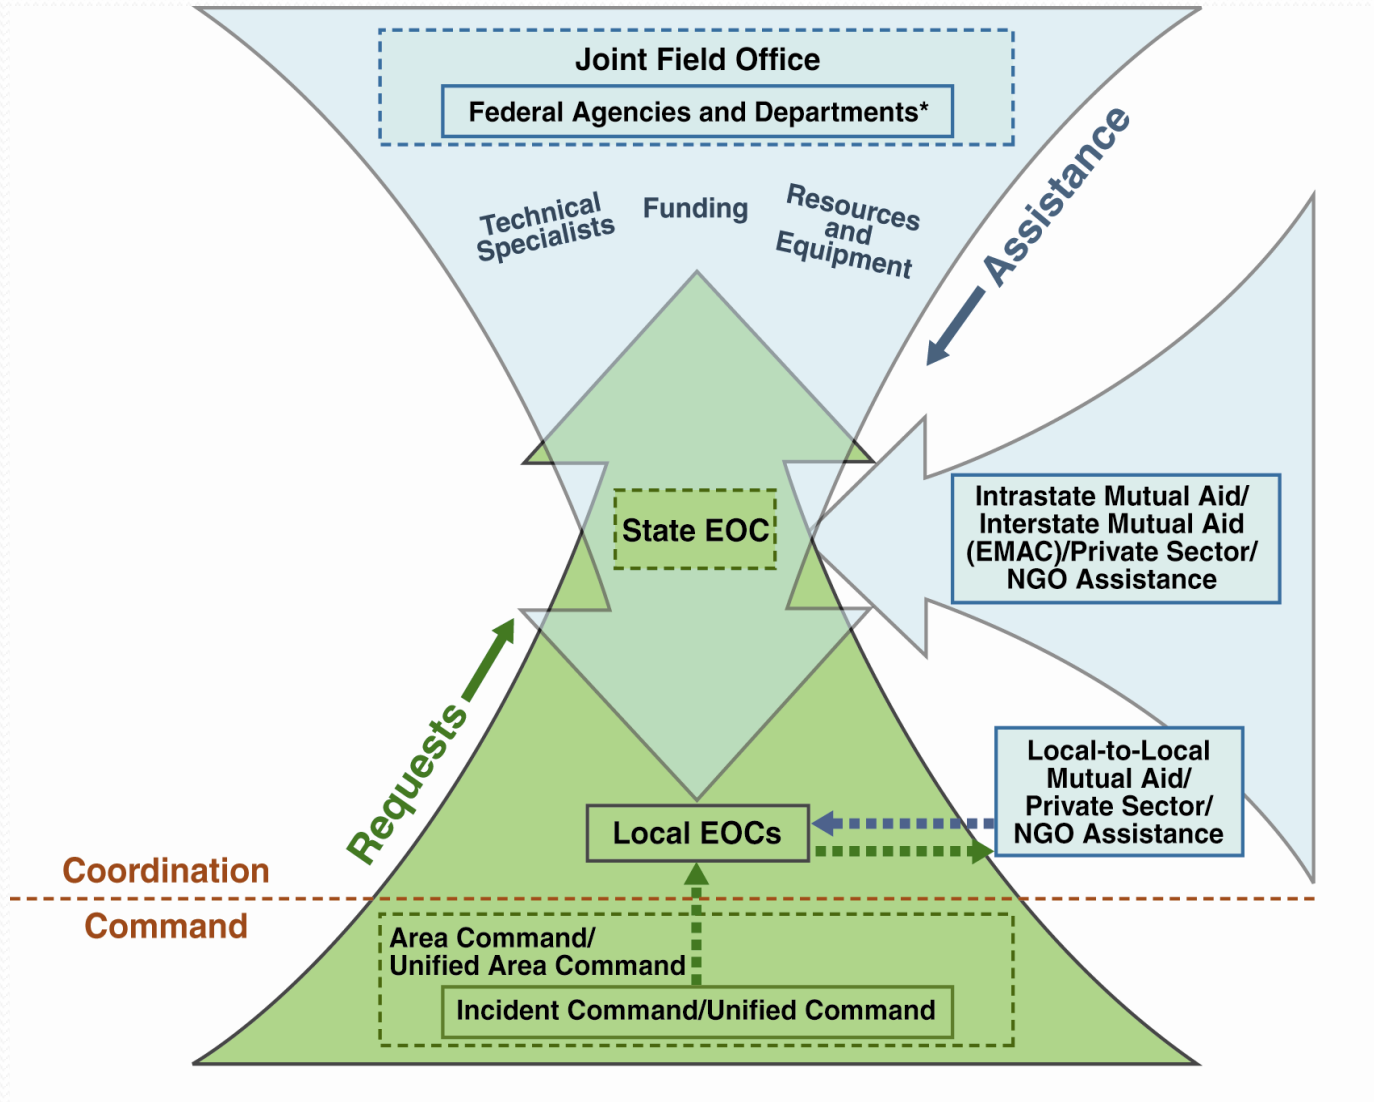 Joint Field Office
Federal Agencies and Departments*
Technical
Specialists
Funding
Resources
and
Equipment
Assistance
State EOC
Intrastate Mutual Aid/
Interstate Mutual Aid
(EMAC)/Private Sector/
NGO Assistance
Requests
Local-to-Local
Mutual Aid/
Private Sector/
NGO Assistance
Local EOCs
Coordination
Command
Area Command/
Unified Area Command
Incident Command/Unified Command